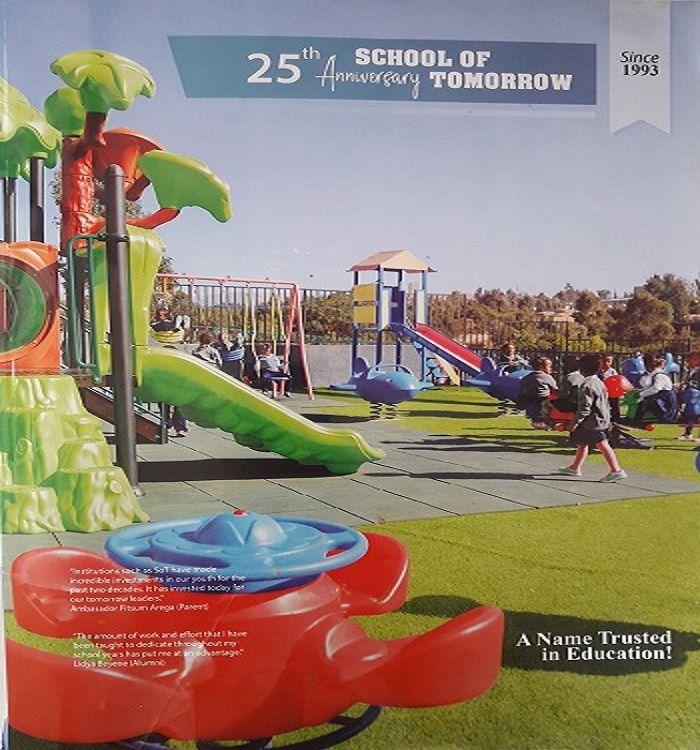 25th Anniversary SCHOOL OF TOMORROW
Since
1993
"Institutions such as SoT have made
incredible investments in our youth for the
past two decades. It has invested today for
our tomorrow leaders."
Ambasador Fitsum Arega (Parent)
"The amount of work and effort that I have
been taught to dedicate throughout my
school years has put me at an advantage."
Lidya Bejene (Alumni)
A Name Trusted
in Education!